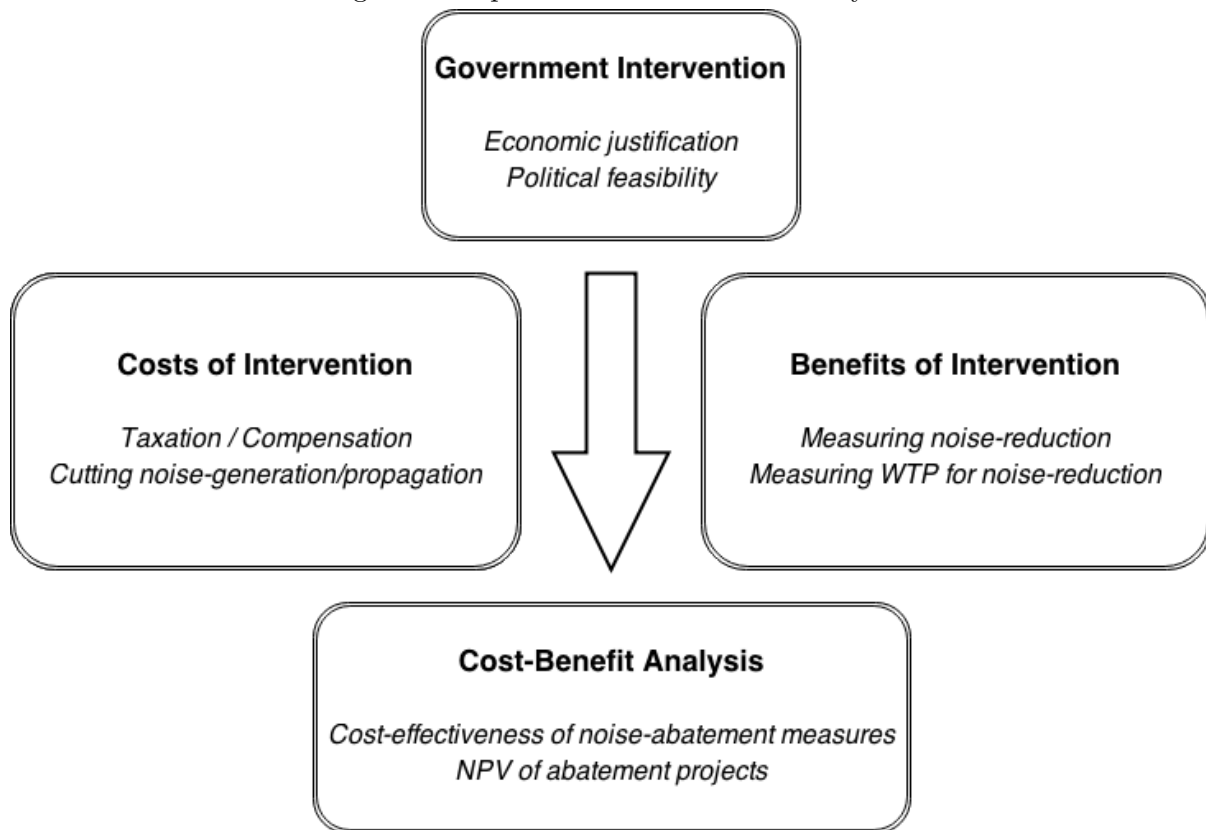 Government Intervention
Economic justification
Political feasibility
Costs of Intervention
Taxation / Compensation
Cutting noise-generation/propagation
Benefits of Intervention
Measuring noise-reduction
Measuring WTP for noise-reduction
Cost-Benefit Analysis
Cost-effectiveness of noise-abatement measures
NPV of abatement projects